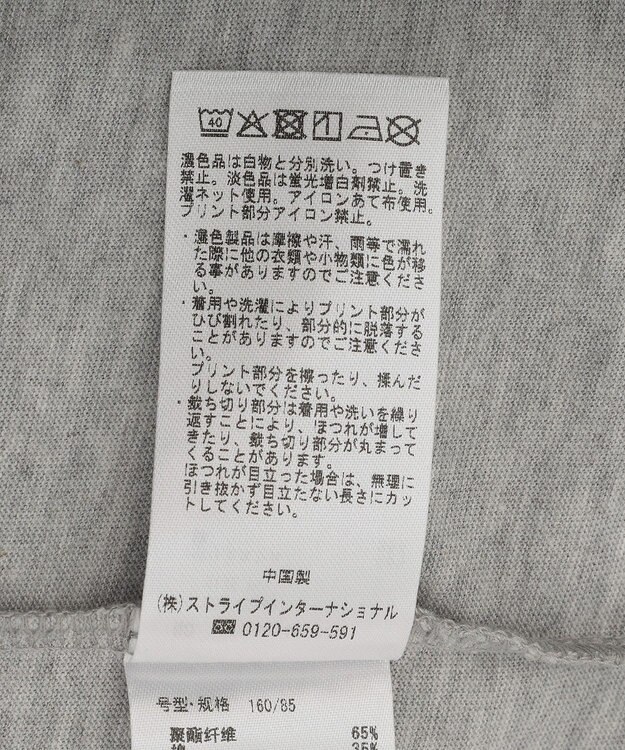 40
濃色品は白物と分別洗い。つけ置き
禁止。淡色品は蛍光増白剤禁止。洗
濯ネット使用。アイロンあて布使用。
プリント部分アイロン禁止。
・濃色製品は摩擦や汗、雨等で濡れ
た際に他の衣類や小物類に色が移
る事がありますのでご注意くださ
い。
・着用や洗濯によりプリント部分が
ひび割れたり、部分的に脱落する
ことがありますのでご注意くださ
い。
プリント部分を擦ったり、揉んだ
りしないでください。
・裁ち切り部分は着用や洗いを繰り
返すことにより、ほつれが増して
きたり、裁ち切り部分が丸まって
くることがあります。
ほつれが目立った場合は、無理に
引き抜かず目立たない長さにカッ
トしてください。
中国製
(株)ストライプインターナショナル
0120-659-591
号型·规格 160/85
聚酯纤维 65%
棉 35%